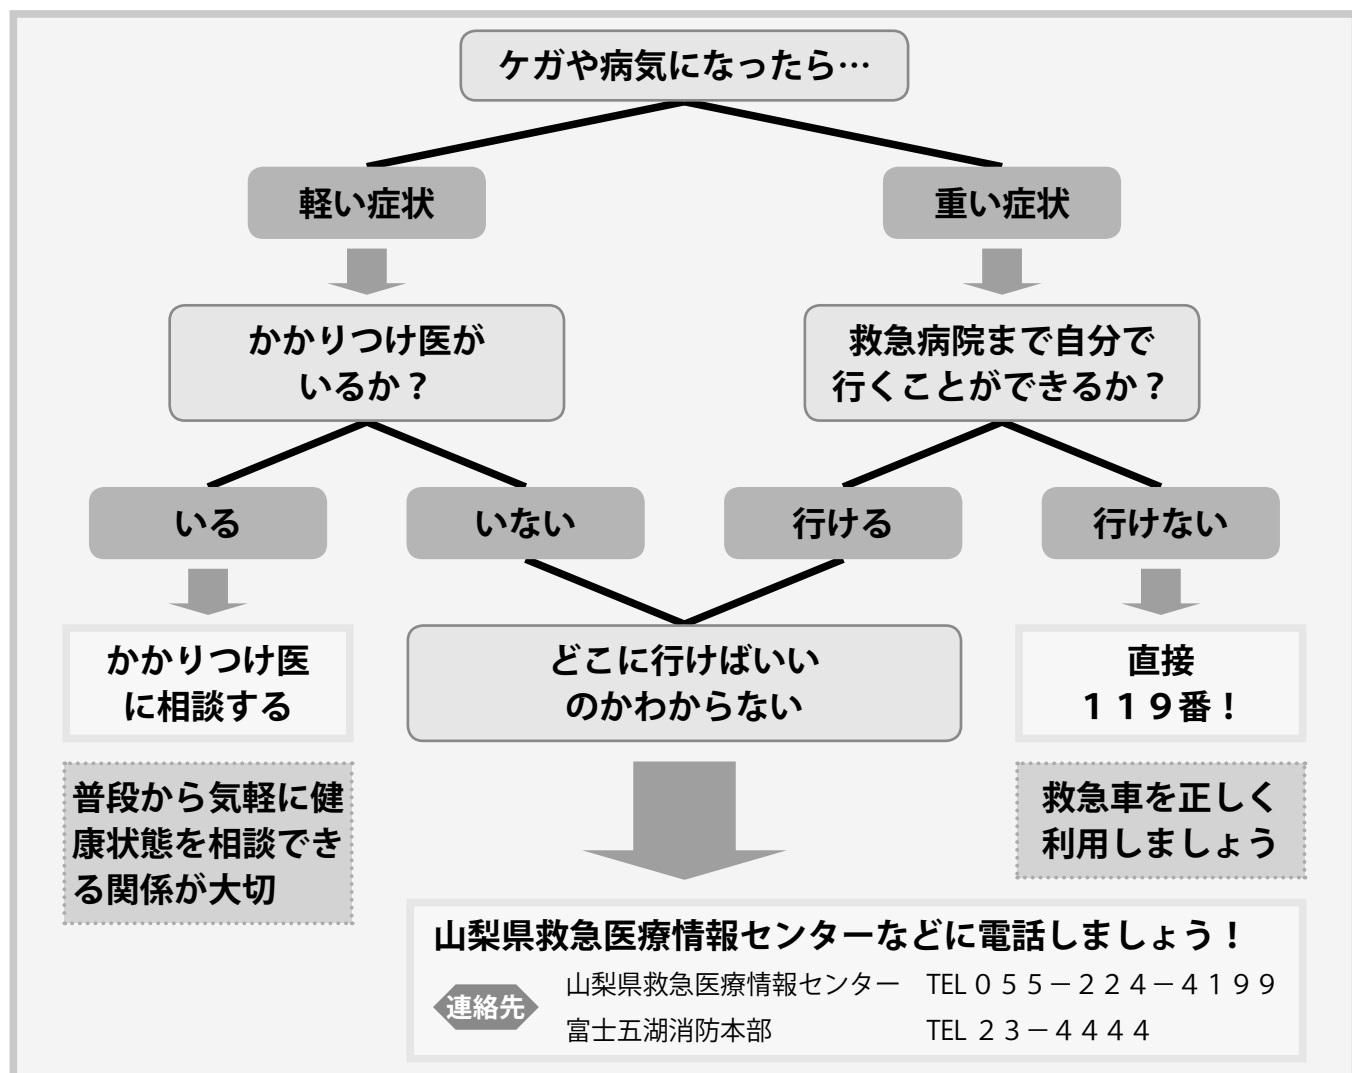 ケガや病気になったら…
軽い症状
重い症状
かかりつけ医が
いるか？
救急病院まで自分で
行くことができるか？
いる
いない
行ける
行けない
かかりつけ医
に相談する
どこに行けばいい
のかわからない
直接
１１９番！
普段から気軽に健
康状態を相談でき
る関係が大切
救急車を正しく
利用しましょう
山梨県救急医療情報センターなどに電話しましょう！
連絡先
山梨県救急医療情報センター　TEL ０５５－２２４－４１９９
富士五湖消防本部　TEL ２３－４４４４